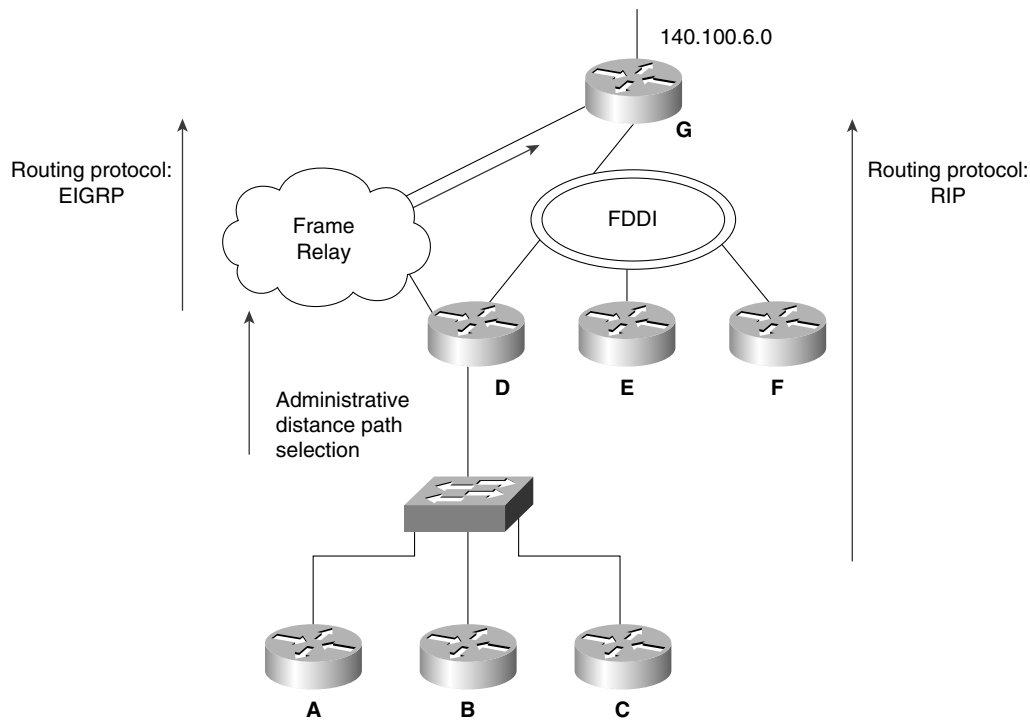 140.100.6.0
G
Routing protocol:
EIGRP
Routing protocol:
RIP
Frame
Relay
FDDI
D
E
F
Administrative
distance path
selection
A
B
C